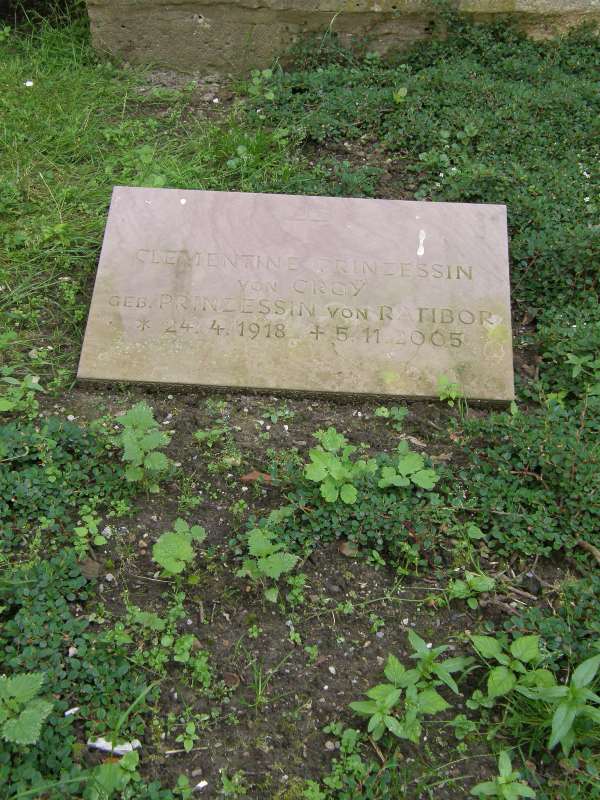 CLEMENTINE PRINZESSIN
VON CROY
GEB. PRINZESSIN VON RATIBOR
* 24. 4. 1918 + 5. 11. 2005